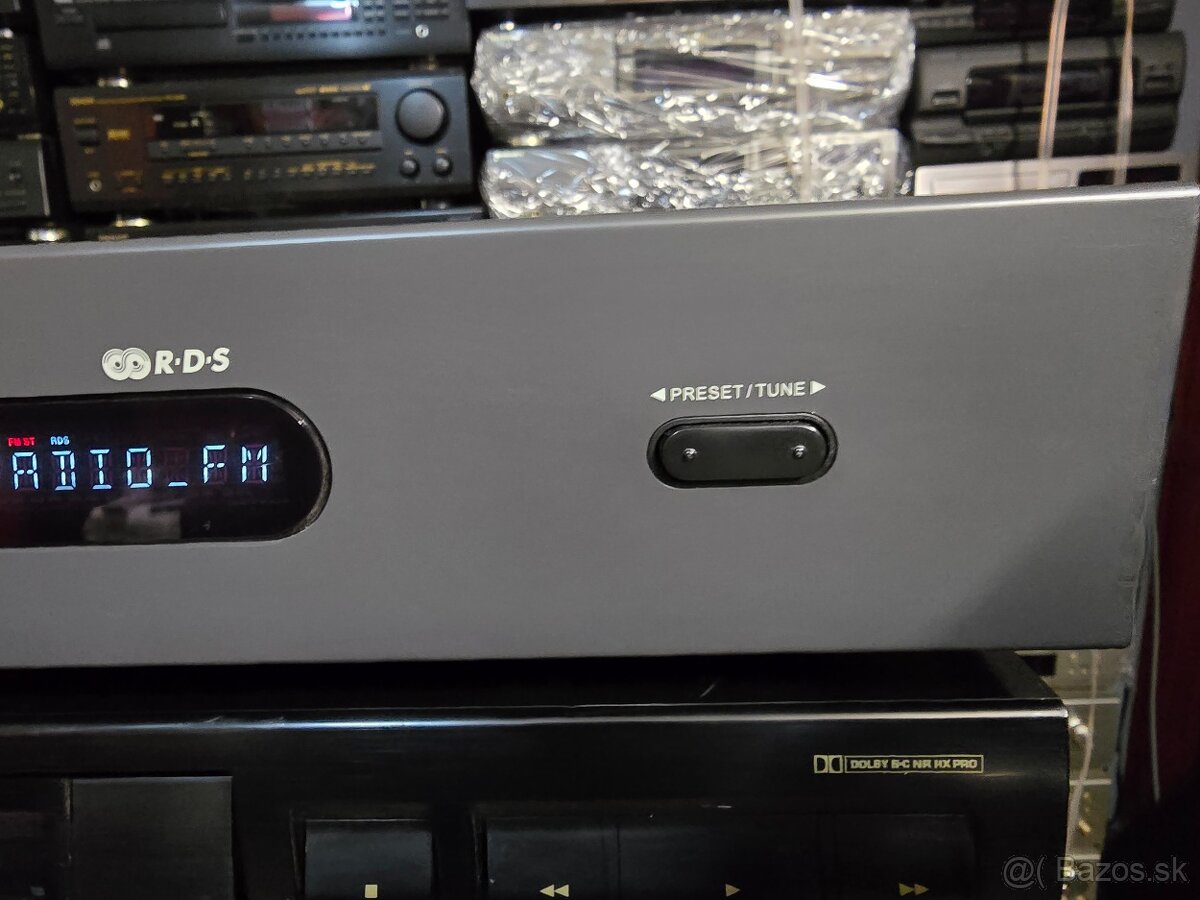 R·D·S
◀ PRESET/TUNE ▶
FM ST RDS
ADIO_FM
DOLBY B-C NR HX PRO
@( Bazos.sk